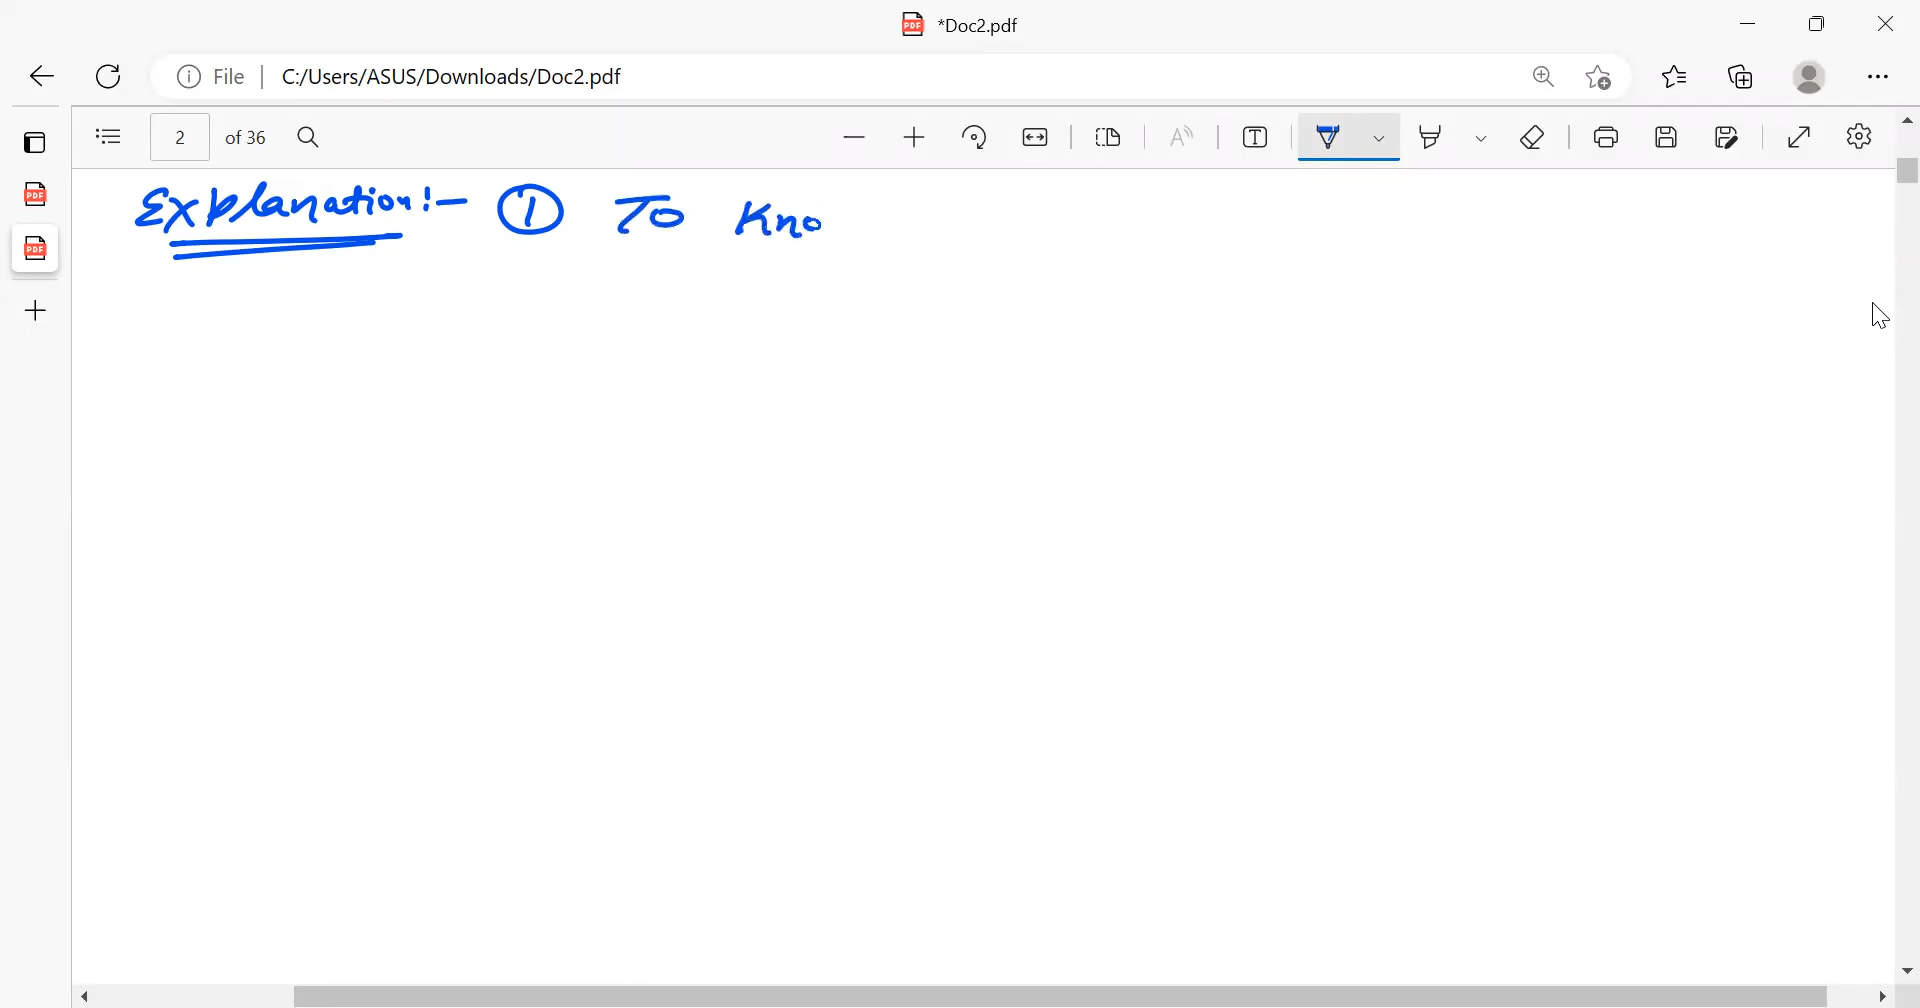 *Doc2.pdf
File | C:/Users/ASUS/Downloads/Doc2.pdf
2 of 36
Explanation:- ① To Kno